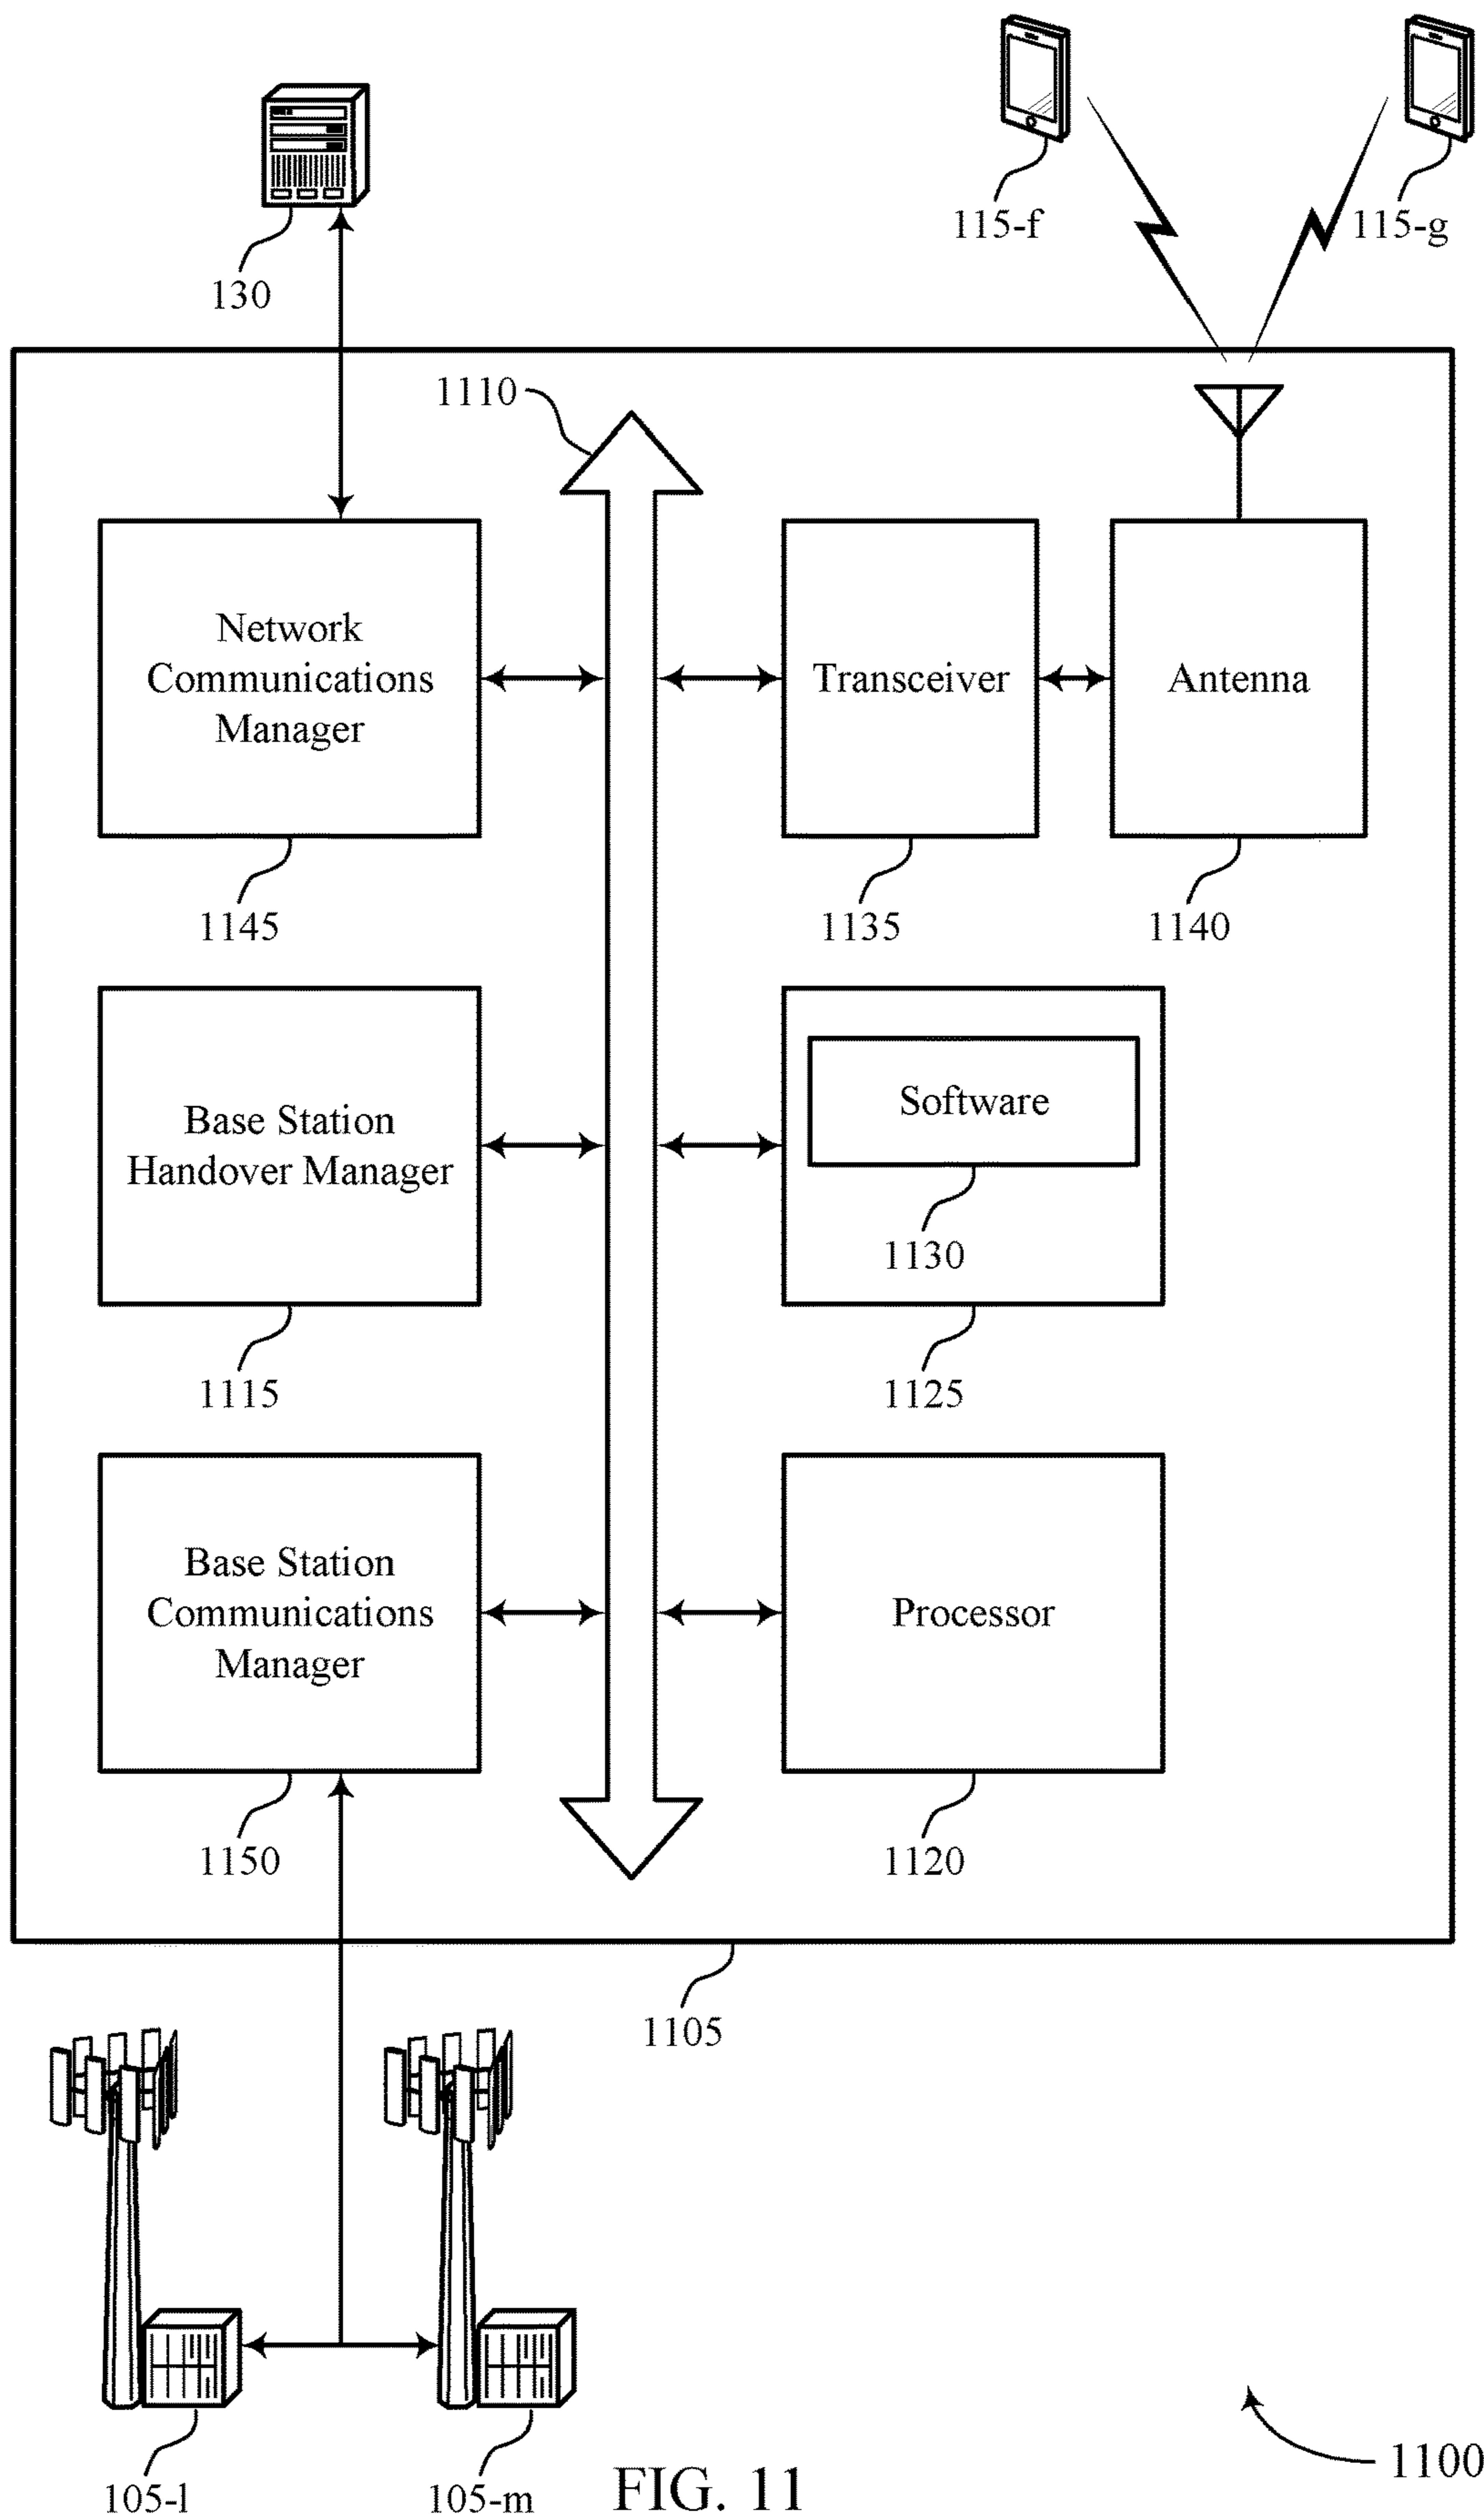 115-f
115-g
130
1110
Network
Communications
Manager
Transceiver
Antenna
1145
1135
1140
Base Station
Handover Manager
Software
1130
1115
1125
Base Station
Communications
Manager
Processor
1150
1120
1105
105-l
105-m
FIG. 11
1100